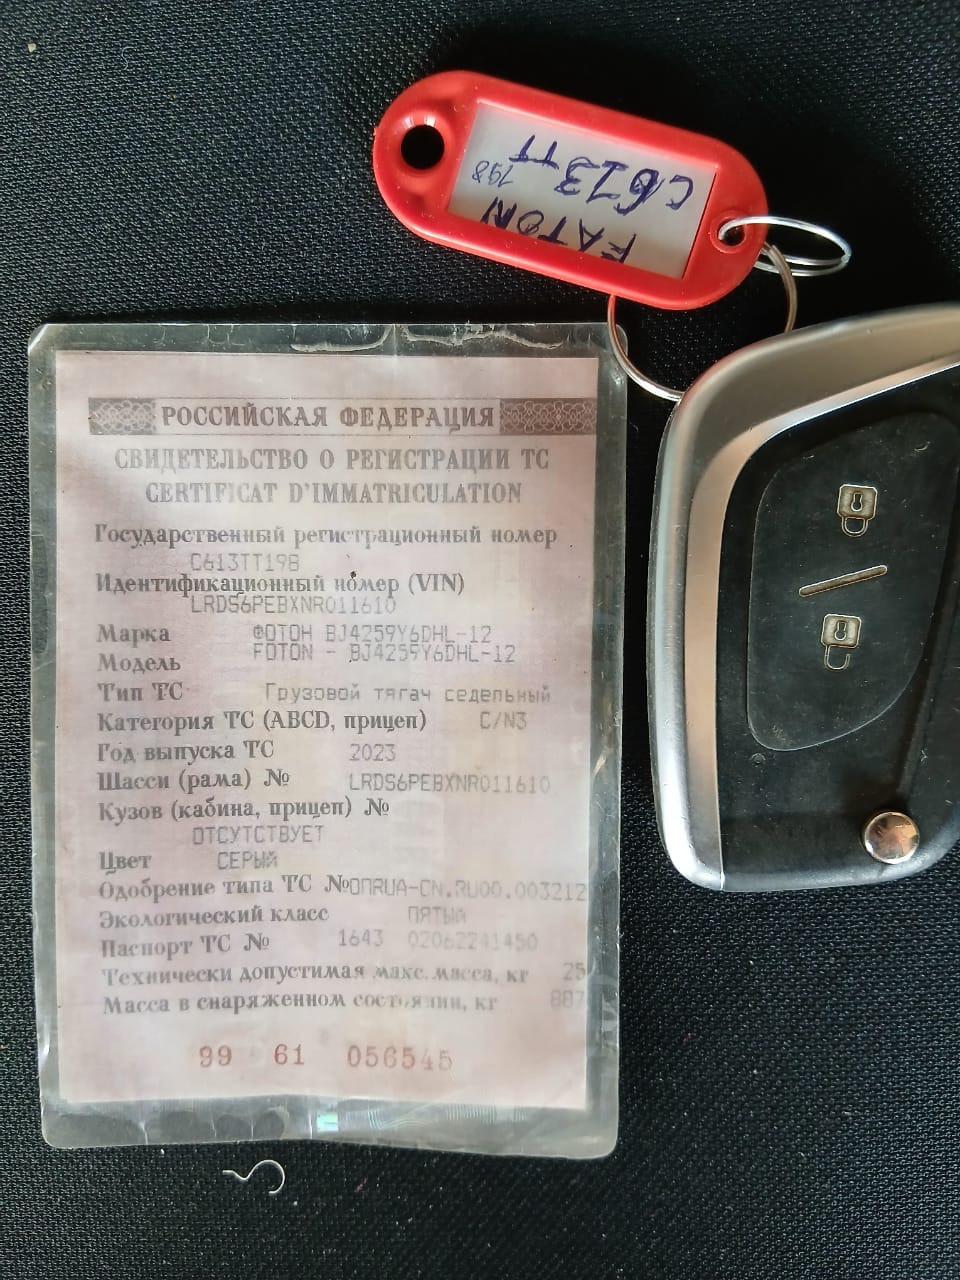 FATON
С613ТТ
198
РОССИЙСКАЯ ФЕДЕРАЦИЯ
СВИДЕТЕЛЬСТВО О РЕГИСТРАЦИИ ТС
CERTIFICAT D'IMMATRICULATION
Государственный регистрационный номер
С613ТТ198
Идентификационный номер (VIN)
LRDS6PEBXNR011610
Марка ФОТОН BJ4259Y6DHL-12
Модель FOTON - BJ4259Y6DHL-12
Тип ТС Грузовой тягач седельный
Категория ТС (ABCD, прицеп) C/N3
Год выпуска ТС 2023
Шасси (рама) № LRDS6PEBXNR011610
Кузов (кабина, прицеп) №
ОТСУТСТВУЕТ
Цвет СЕРЫЙ
Одобрение типа ТС №ОПRUA-CN.RU00.003212
Экологический класс ПЯТЫЙ
Паспорт ТС № 1643 02062241450
Технически допустимая макс. масса, кг 25
Масса в снаряженном состоянии, кг 887
99 61 056545